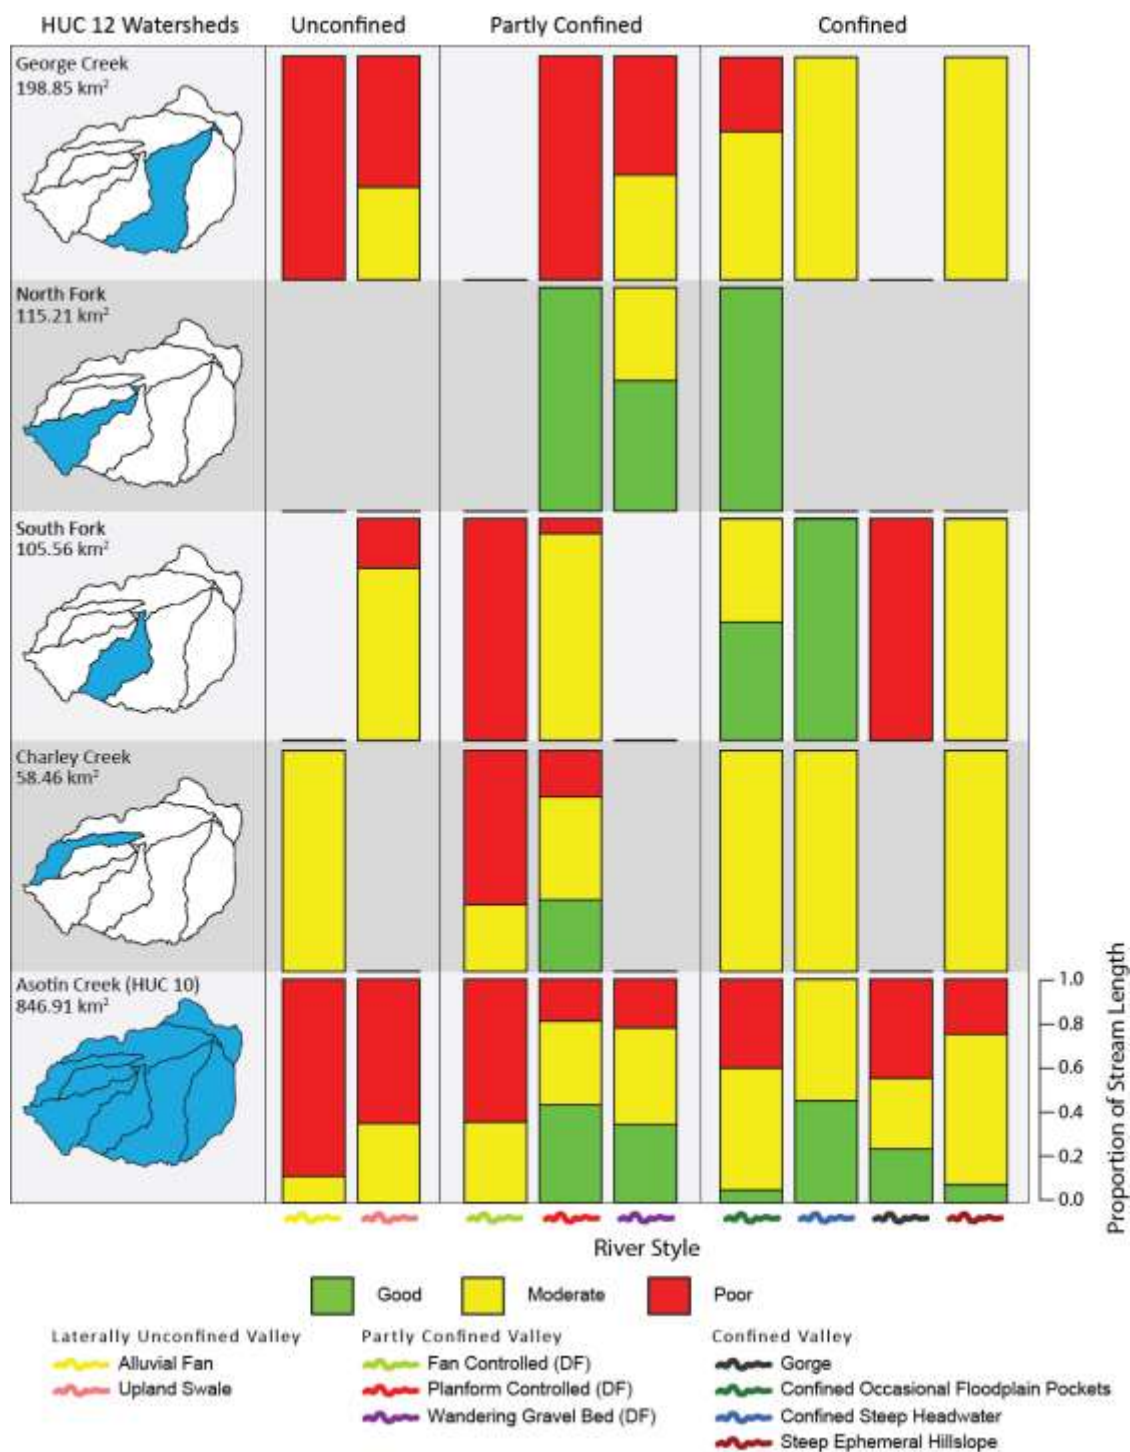 HUC 12 Watersheds Unconfined Partly Confined Confined
George Creek
198.85 km²
North Fork
115.21 km²
South Fork
105.56 km²
Charley Creek
58.46 km²
Asotin Creek (HUC 10)
846.91 km²
1.0
0.8
0.6
0.4
0.2
0.0
Proportion of Stream Length
River Style
Good Moderate Poor
Laterally Unconfined Valley
Alluvial Fan
Upland Swale
Partly Confined Valley
Fan Controlled (DF)
Planform Controlled (DF)
Wandering Gravel Bed (DF)
Confined Valley
Gorge
Confined Occasional Floodplain Pockets
Confined Steep Headwater
Steep Ephemeral Hillslope